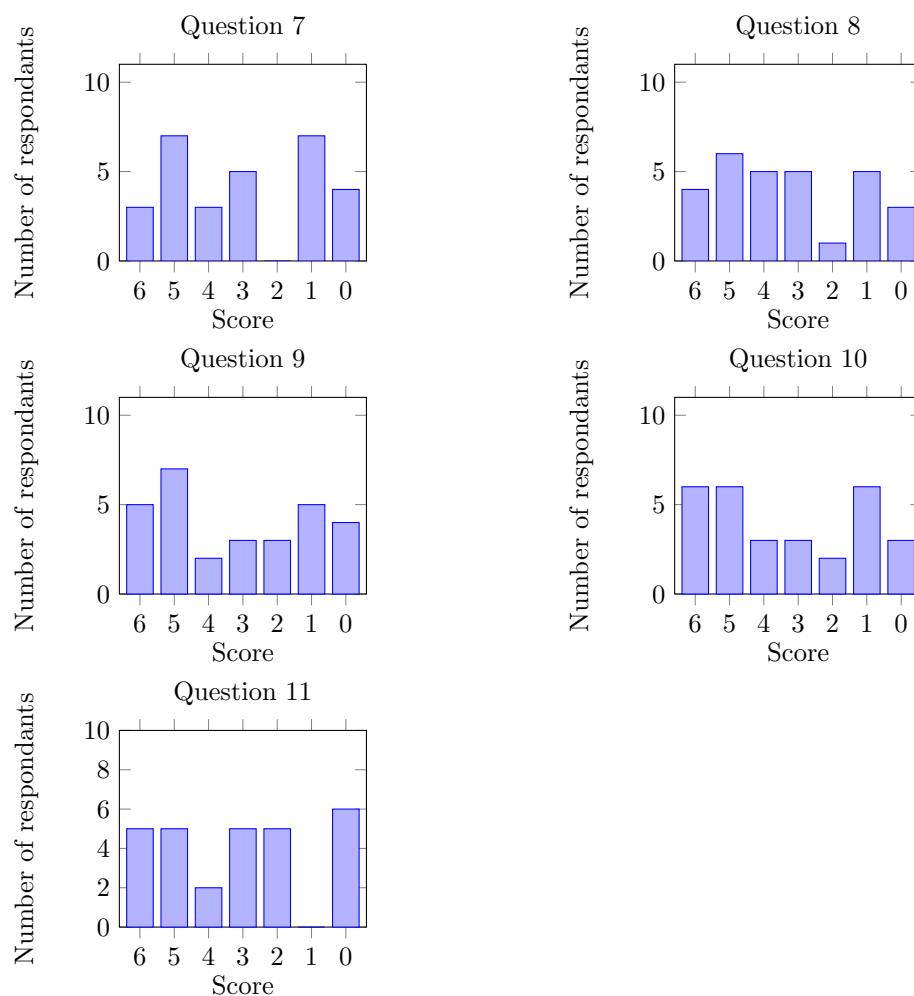 Question 7
Number of respondants
10
5
0
6 5 4 3 2 1 0
Score
Question 8
Number of respondants
10
5
0
6 5 4 3 2 1 0
Score
Question 9
Number of respondants
10
5
0
6 5 4 3 2 1 0
Score
Question 10
Number of respondants
10
5
0
6 5 4 3 2 1 0
Score
Question 11
Number of respondants
10
8
6
4
2
0
6 5 4 3 2 1 0
Score